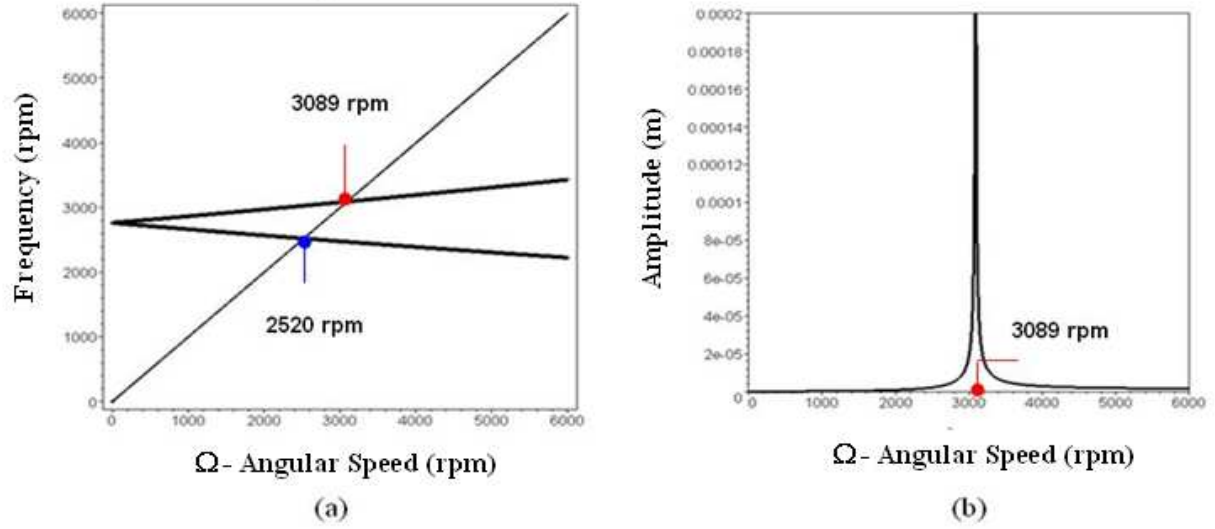 6000
5000
4000
3000
2000
1000
0
0 1000 2000 3000 4000 5000 6000
Frequency (rpm)
3089 rpm
2520 rpm
Ω - Angular Speed (rpm)
(a)
0.0002
0.00018
0.00016
0.00014
0.00012
0.0001
8e-05
6e-05
4e-05
2e-05
0 1000 2000 3000 4000 5000 6000
Amplitude (m)
3089 rpm
Ω - Angular Speed (rpm)
(b)